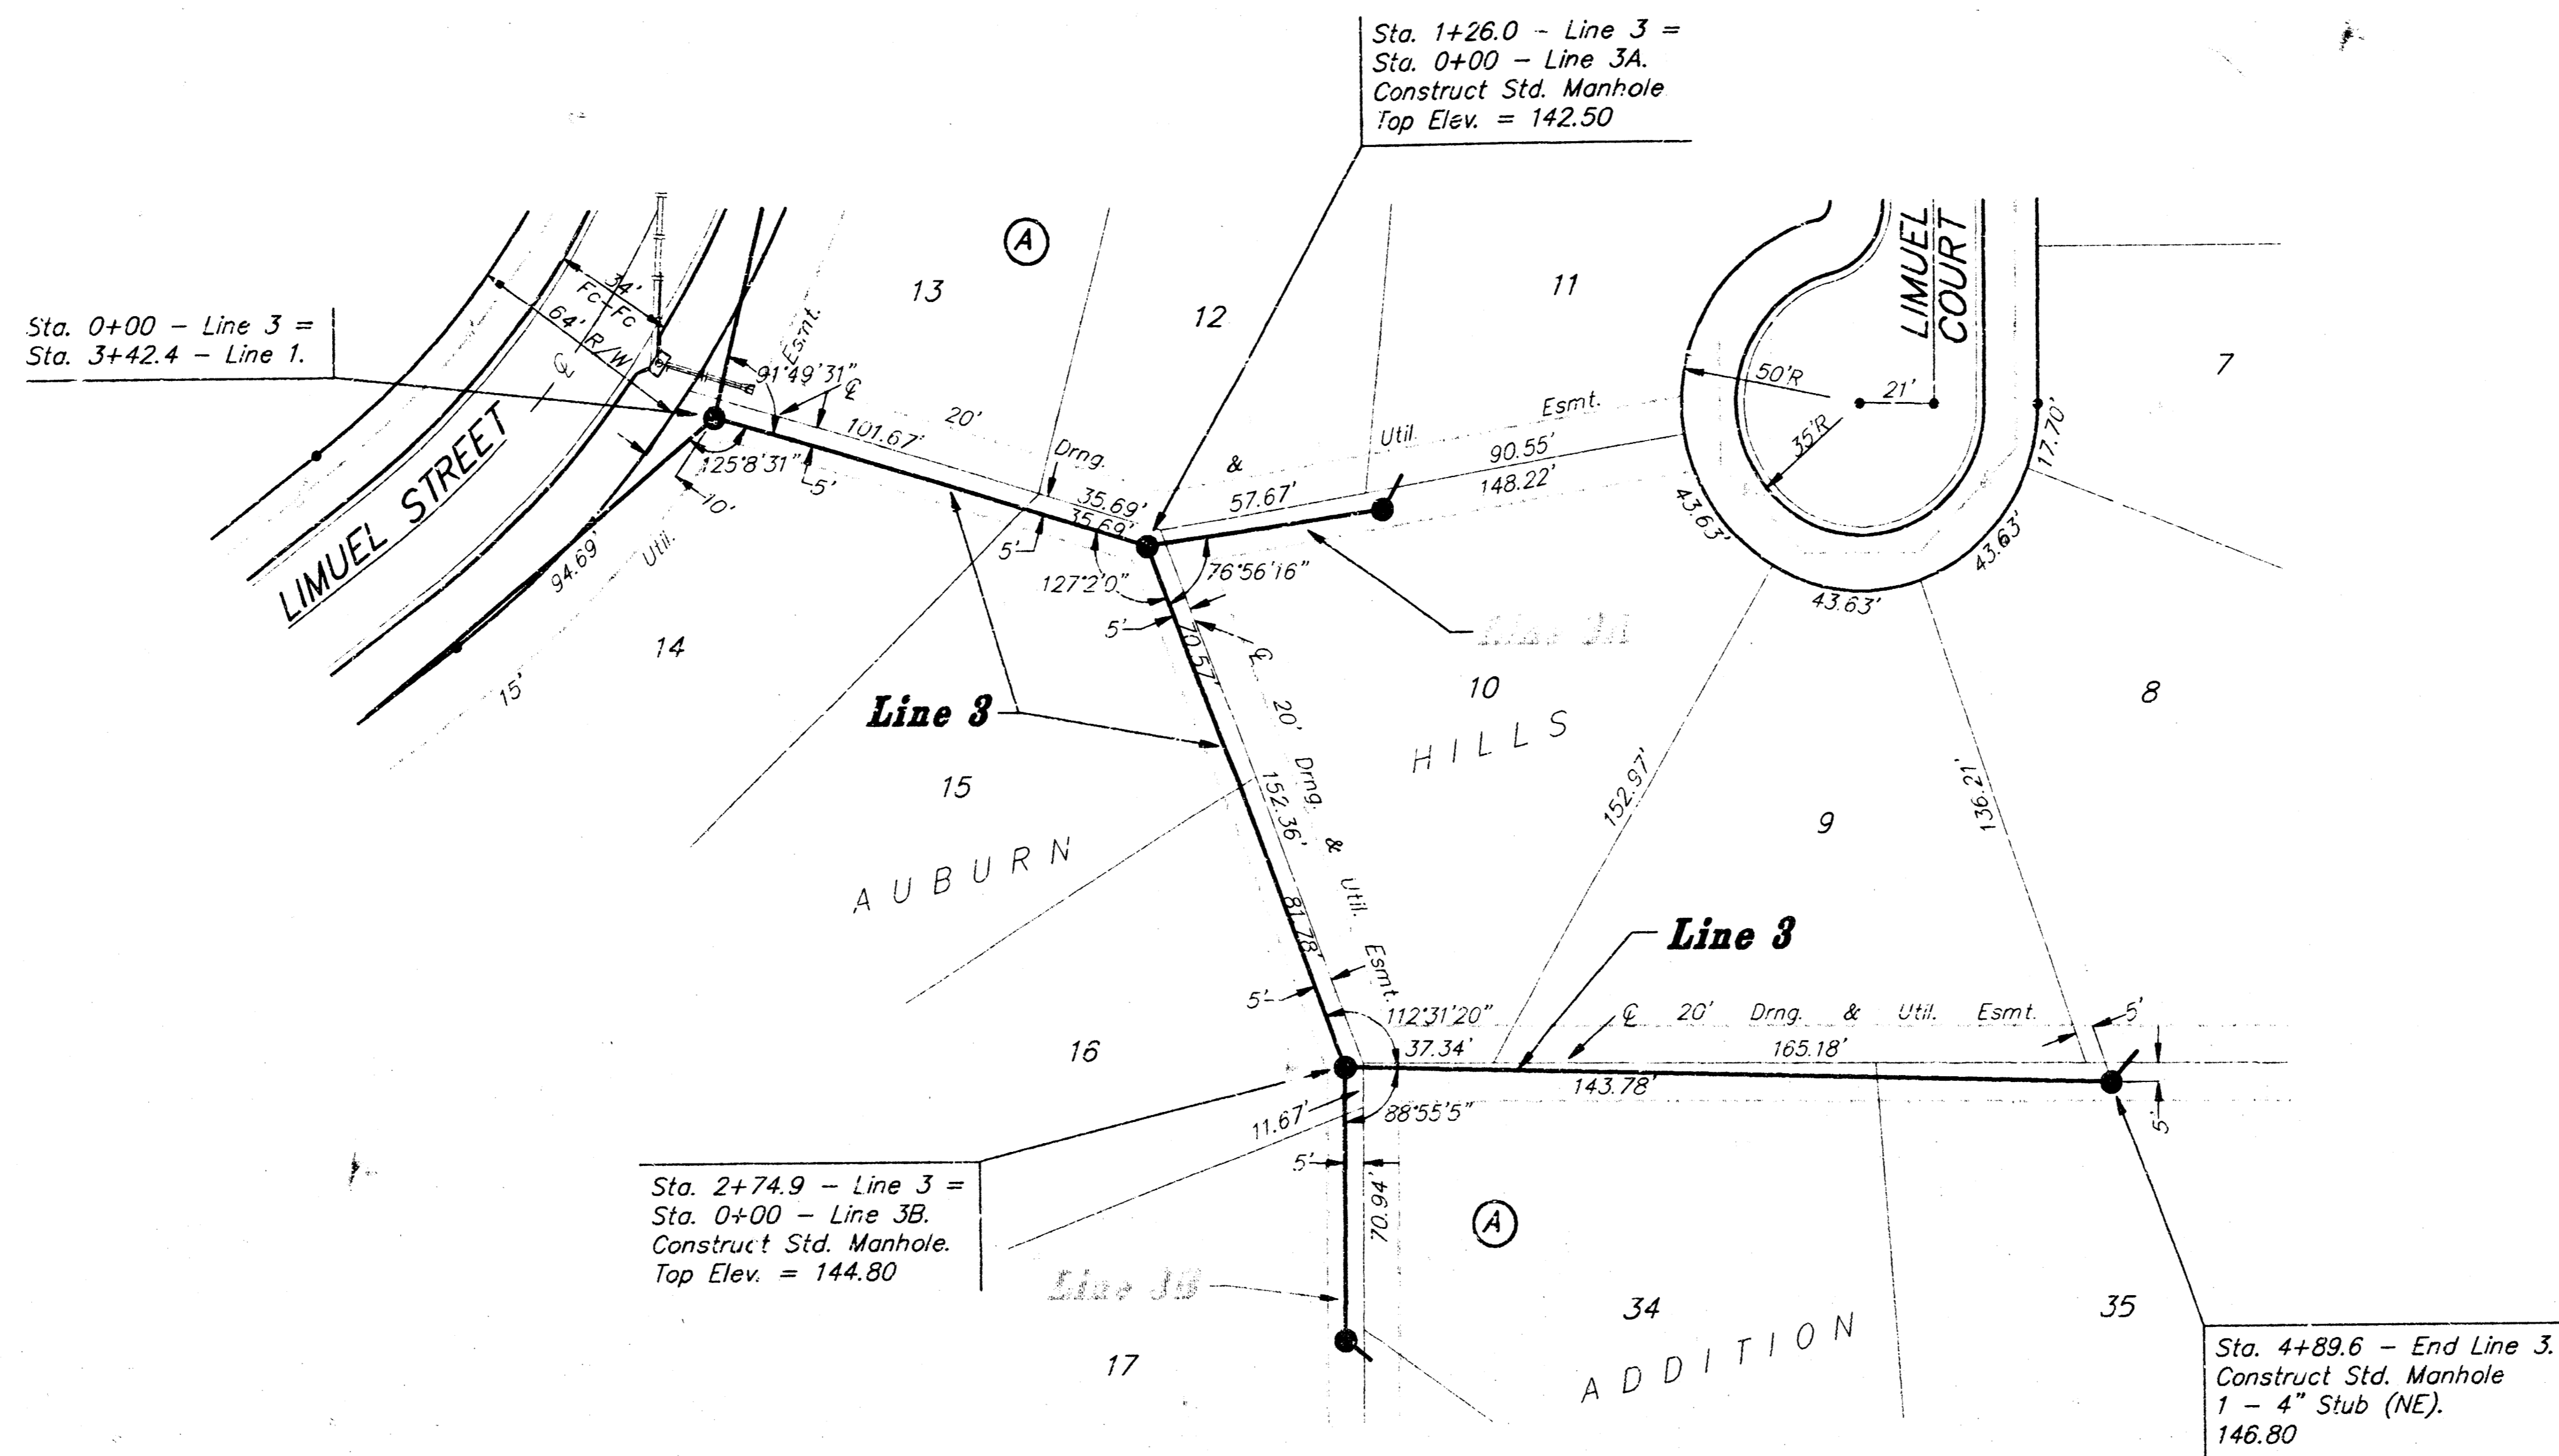 Sta. 1+26.0 - Line 3 =
Sta. 0+00 - Line 3A.
Construct Std. Manhole
Top Elev. = 142.50
Sta. 0+00 - Line 3 =
Sta. 3+42.4 - Line 1.
34'
Fc-Fc
64' R/W
℄
LIMUEL STREET
A
13
12
11
7
LIMUEL
COURT
50'R
21'
35'R
17.70'
43.63'
43.63'
43.63'
Esmt.
91°49'31"
℄
101.67'
20'
Drng.
&
Util.
Esmt.
90.55'
148.22'
57.67'
35.69'
35.69'
125°8'31"
5'
10'
5'
94.69'
Util.
15'
127°2'0"
76°56'16"
5'
70.57'
℄ 20' Drng. & Util. Esmt.
152.36'
81.78'
5'
14
Line 3
Line 3A
10
HILLS
8
15
AUBURN
152.97'
136.21'
9
Line 3
112°31'20"
℄ 20' Drng. & Util. Esmt.
5'
37.34'
165.18'
143.78'
5'
16
11.67'
88°55'5"
5'
70.94'
A
Sta. 2+74.9 - Line 3 =
Sta. 0+00 - Line 3B.
Construct Std. Manhole.
Top Elev. = 144.80
Line 3B
17
34
35
ADDITION
Sta. 4+89.6 - End Line 3.
Construct Std. Manhole
1 - 4" Stub (NE).
146.80